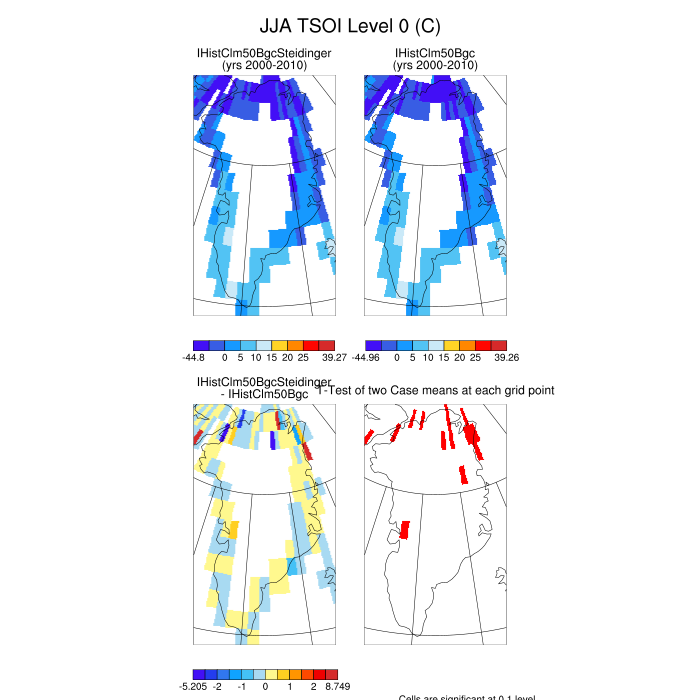 JJA TSOI Level 0 (C)
IHistClm50BgcSteidinger
(yrs 2000-2010)
IHistClm50Bgc
(yrs 2000-2010)
-44.8 0 5 10 15 20 25 39.27
-44.96 0 5 10 15 20 25 39.26
IHistClm50BgcSteidinger
- IHistClm50Bgc
T-Test of two Case means at each grid point
-5.205 -2 -1 0 1 2 8.749
Cells are significant at 0.1 level